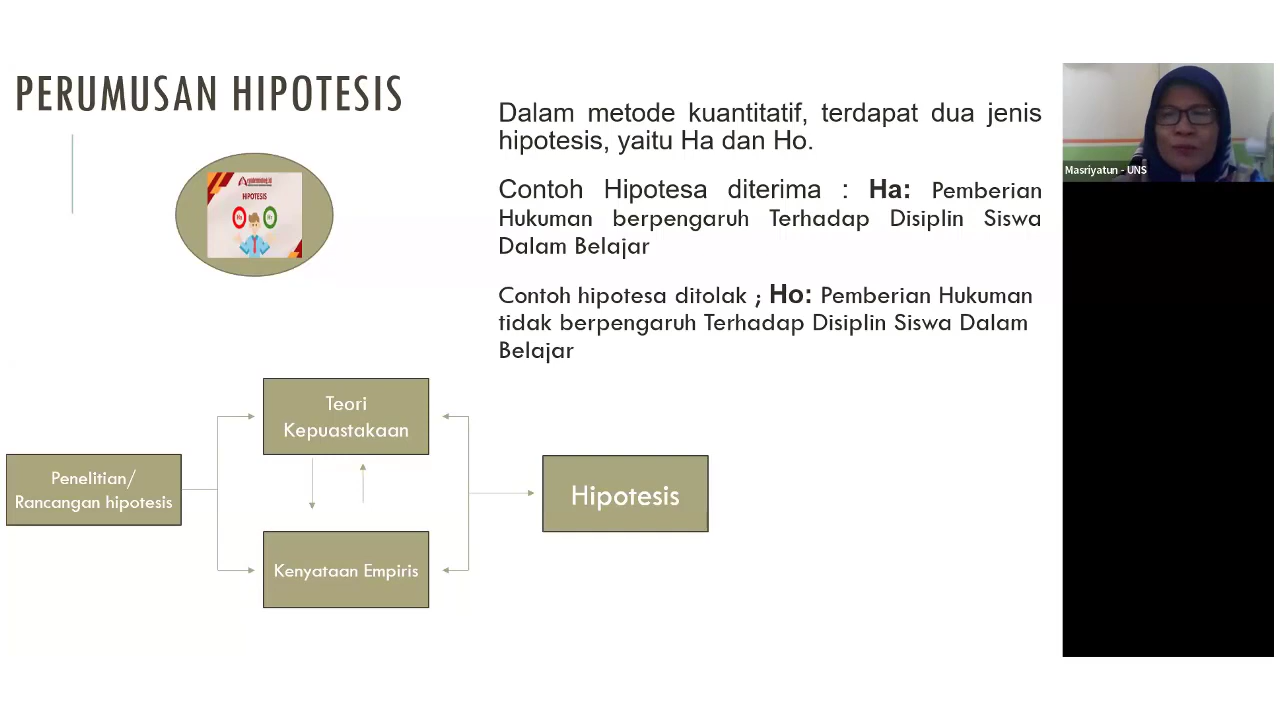 PERUMUSAN HIPOTESIS
HIPOTESIS
Dalam metode kuantitatif, terdapat dua jenis
hipotesis, yaitu Ha dan Ho.
Contoh Hipotesa diterima : Ha: Pemberian
Hukuman berpengaruh Terhadap Disiplin Siswa
Dalam Belajar
Contoh hipotesa ditolak ; Ho: Pemberian Hukuman
tidak berpengaruh Terhadap Disiplin Siswa Dalam
Belajar
Teori
Kepuastakaan
Penelitian/
Rancangan hipotesis
Hipotesis
Kenyataan Empiris
Masriyatun - UNS